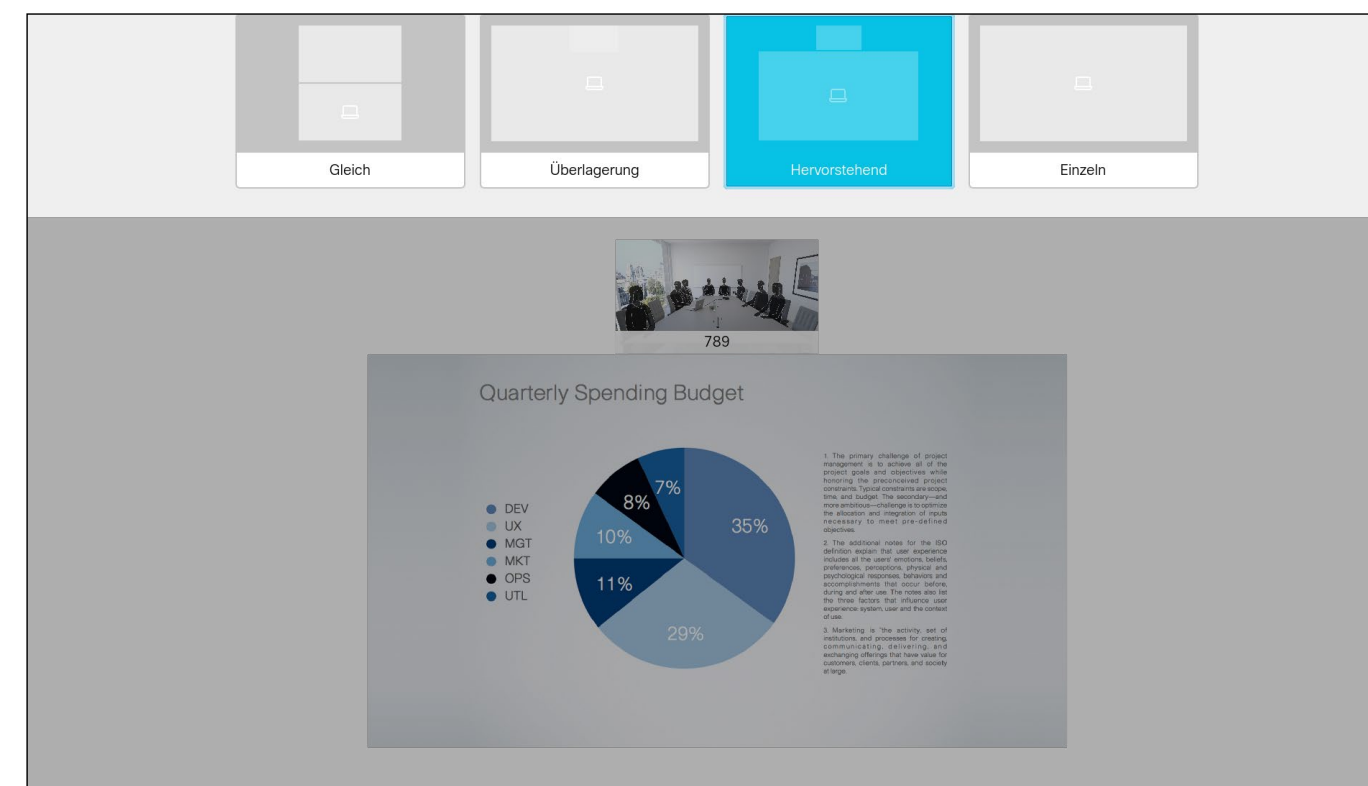 Gleich
Überlagerung
Hervorstehend
Einzeln
789
Quarterly Spending Budget
DEV
UX
MGT
MKT
OPS
UTL
7%
8%
35%
10%
11%
29%
1. The primary challenge of project
management is to achieve all of the
project goals and objectives while
honoring the preconceived project
constraints. Typical constraints are scope,
time, and budget. The secondary—and
more ambitious—challenge is to optimize
the allocation and integration of inputs
necessary to meet pre-defined
objectives.
2. The additional notes for the ISO
definition explain that user experience
includes all the users' emotions, beliefs,
preferences, perceptions, physical and
psychological responses, behaviors and
accomplishments that occur before,
during and after use. The notes also list
the three factors that influence user
experience: system, user and the context
of use.
3. Marketing is "the activity, set of
institutions, and processes for creating,
communicating, delivering, and
exchanging offerings that have value for
customers, clients, partners, and society
at large.